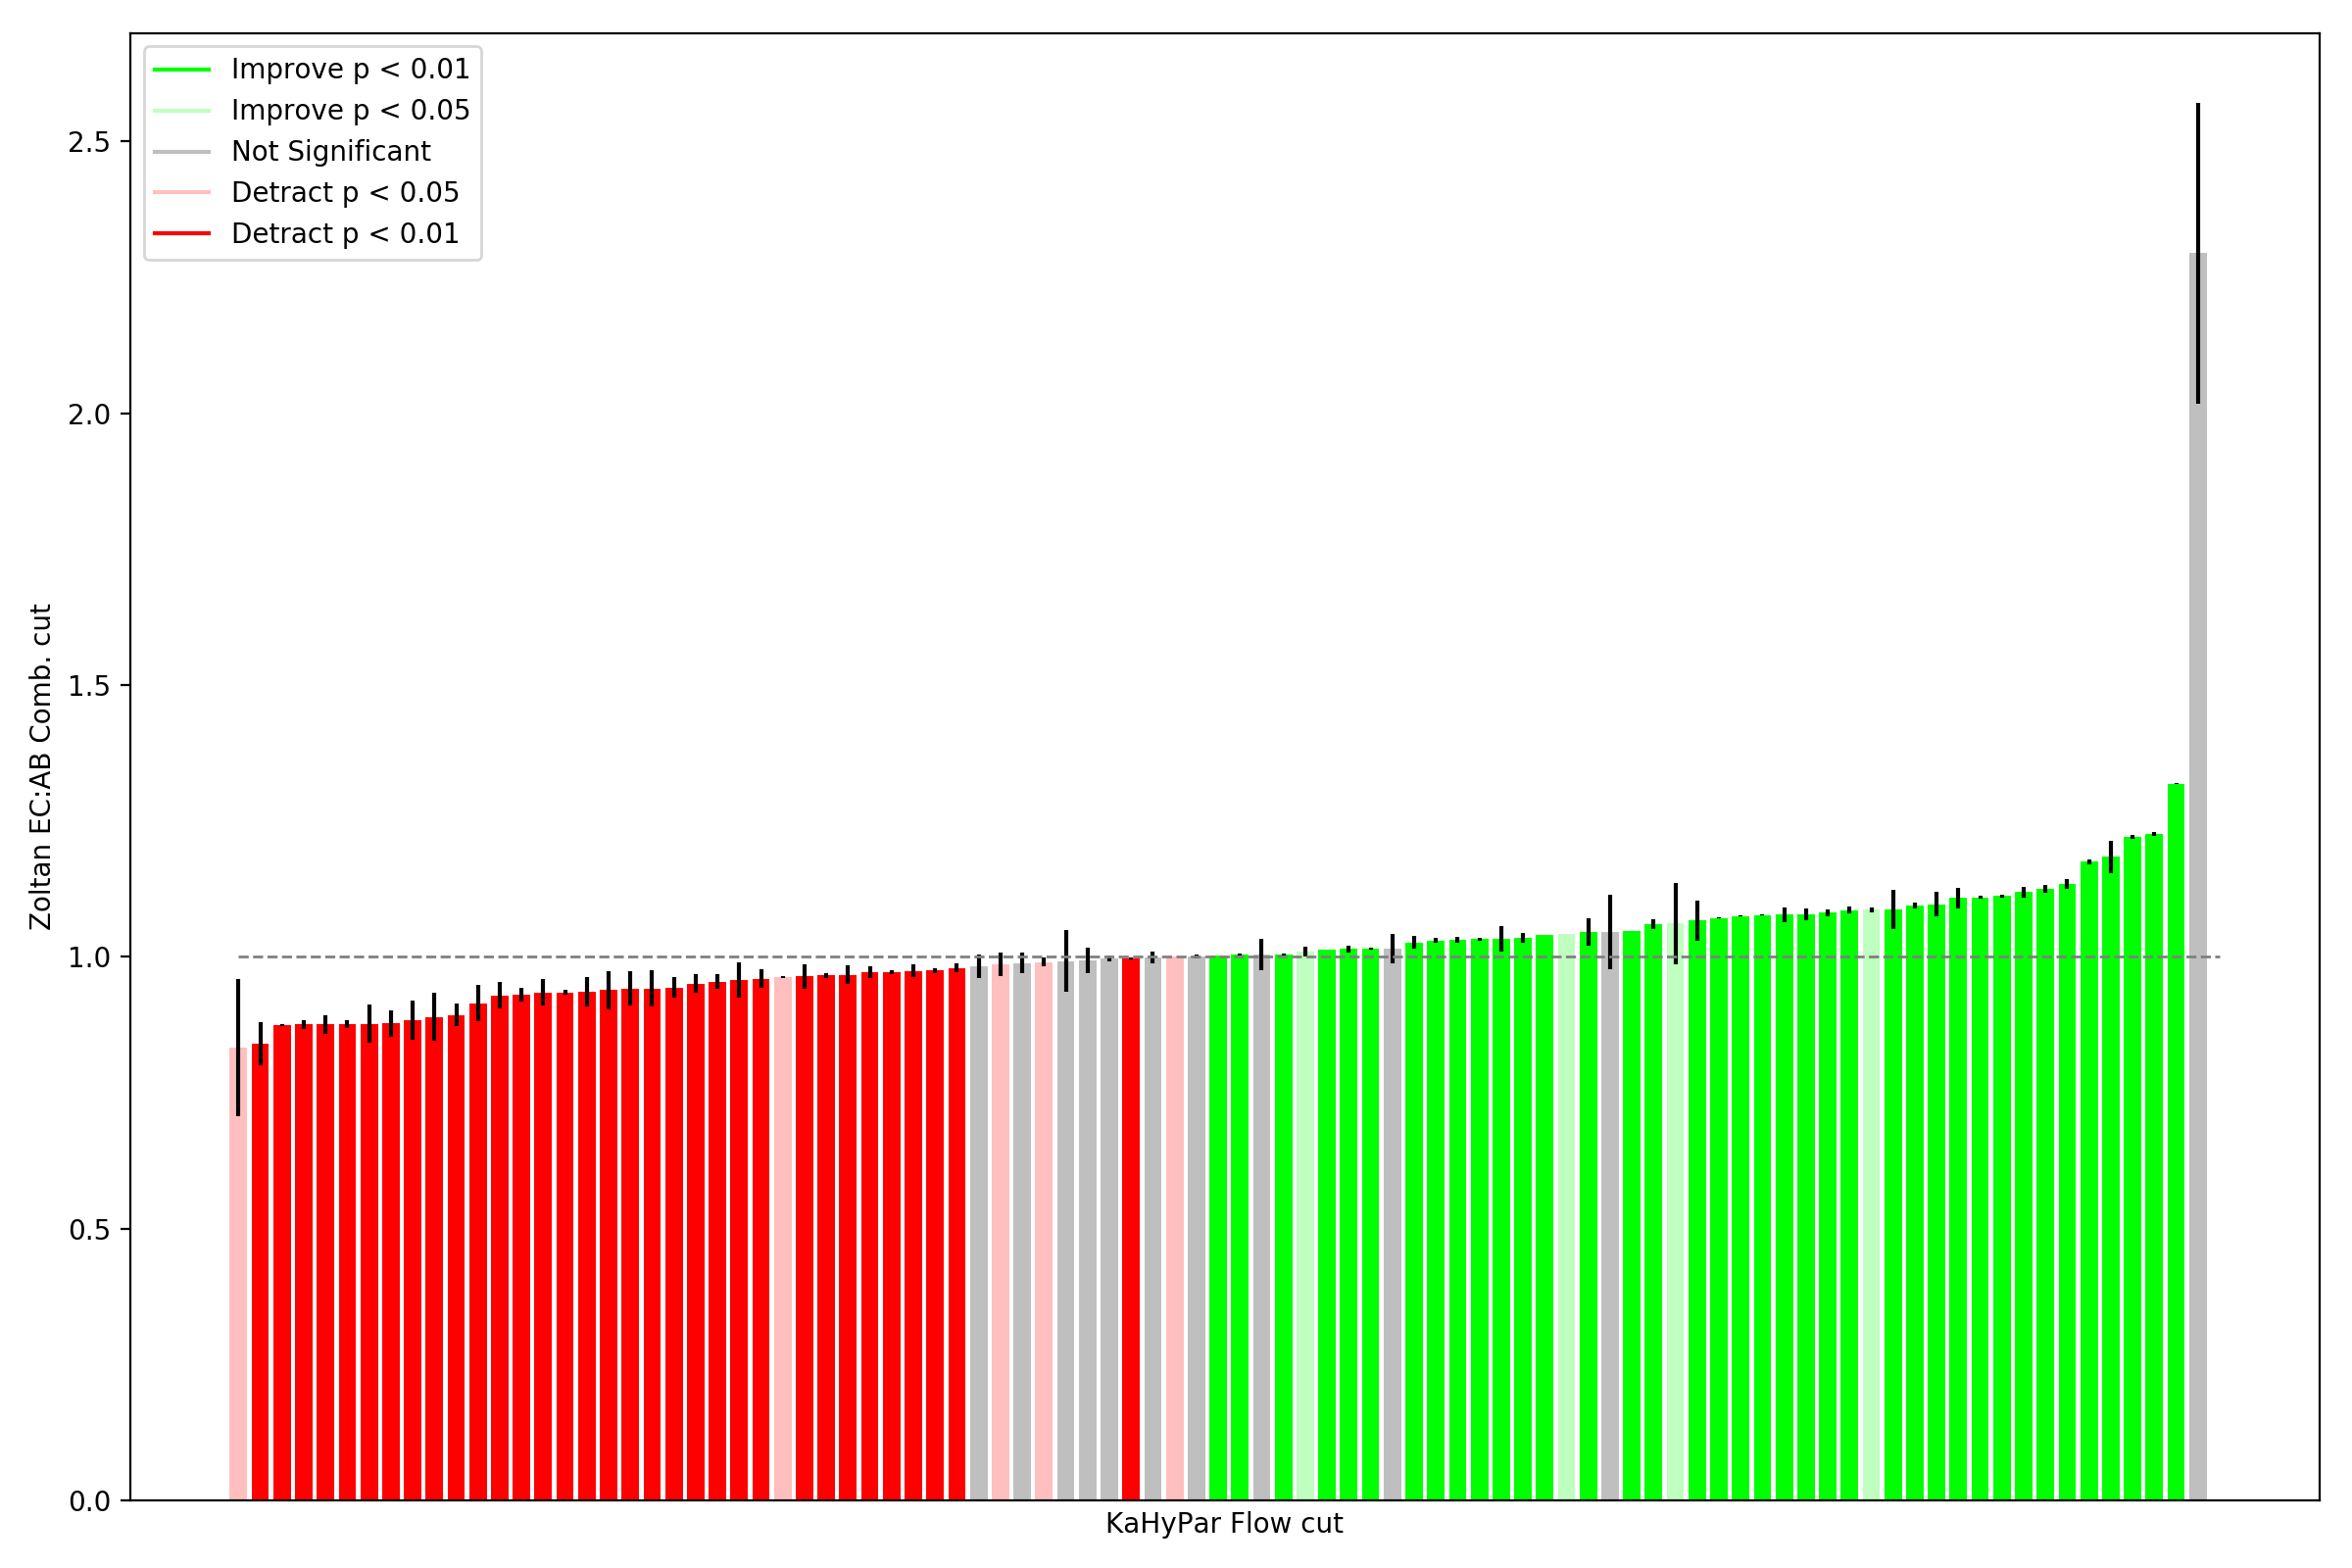 Improve p < 0.01
Improve p < 0.05
Not Significant
Detract p < 0.05
Detract p < 0.01
2.5
2.0
1.5
1.0
0.5
0.0
Zoltan EC:AB Comb. cut
KaHyPar Flow cut